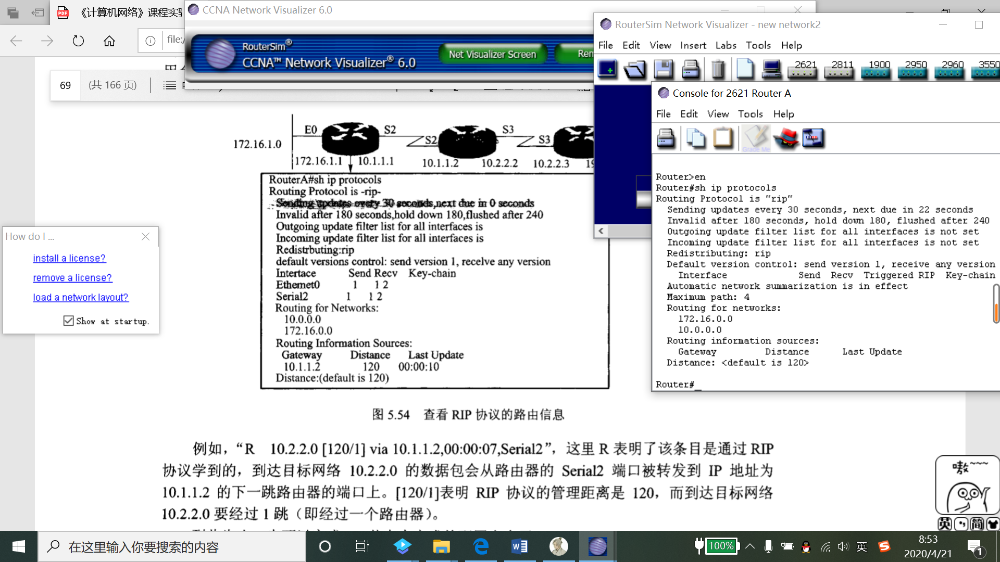 《计算机网络》课程实验
file:/
69
(共 166 页)
CCNA Network Visualizer 6.0
RouterSim®
CCNA™ Network Visualizer® 6.0
Net Visualizer Screen
Ren
RouterSim Network Visualizer - new network2
File Edit View Insert Labs Tools Help
2621 2811 1900 2950 2960 3550
Console for 2621 Router A
File Edit View Tools Help
Grade Me
Router>en
Router#sh ip protocols
Routing Protocol is "rip"
Sending updates every 30 seconds, next due in 22 seconds
Invalid after 180 seconds, hold down 180, flushed after 240
Outgoing update filter list for all interfaces is not set
Incoming update filter list for all interfaces is not set
Redistributing: rip
Default version control: send version 1, receive any version
Interface Send Recv Triggered RIP Key-chain
Automatic network summarization is in effect
Maximum path: 4
Routing for networks:
172.16.0.0
10.0.0.0
Routing information sources:
Gateway Distance Last Update
Distance: <default is 120>
Router#_
E0 S2 S2 S3 S3
172.16.1.0
172.16.1.1 10.1.1.1 10.1.1.2 10.2.2.2 10.2.2.3 19
RouterA#sh ip protocols
Routing Protocol is -rip-
Sending updates every 30 seconds,next due in 0 seconds
Invalid after 180 seconds,hold down 180,flushed after 240
Outgoing update filter list for all interfaces is
Incoming update filter list for all interfaces is
Redistrbuting:rip
default versions control: send version 1, recelve any version
Intertace Send Recv Key-chain
Ethemet0 1 1 2
Serial2 1 1 2
Routing for Networks:
10.0.0.0
172.16.0.0
Routing Information Sources:
Gateway Distance Last Update
10.1.1.2 120 00:00:10
Distance:(default is 120)
图 5.54 查看 RIP 协议的路由信息
例如，“R 10.2.2.0 [120/1] via 10.1.1.2,00:00:07,Serial2”，这里 R 表明了该条目是通过 RIP
协议学到的，到达目标网络 10.2.2.0 的数据包会从路由器的 Serial2 端口被转发到 IP 地址为
10.1.1.2 的下一跳路由器的端口上。[120/1]表明 RIP 协议的管理距离是 120，而到达目标网络
10.2.2.0 要经过 1 跳（即经过一个路由器）。
How do I ...
install a license?
remove a license?
load a network layout?
Show at startup.
嗷~~~
英 简
在这里输入你要搜索的内容
100%
英
8:53
2020/4/21
1